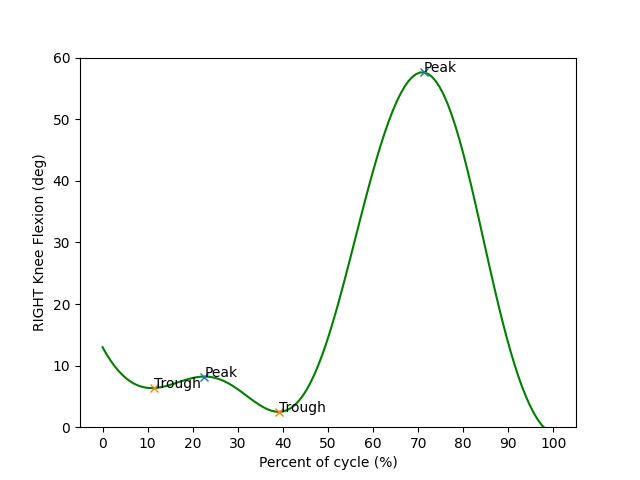 60
50
40
30
20
10
0
RIGHT Knee Flexion (deg)
Peak
Trough
Peak
Trough
0 10 20 30 40 50 60 70 80 90 100
Percent of cycle (%)